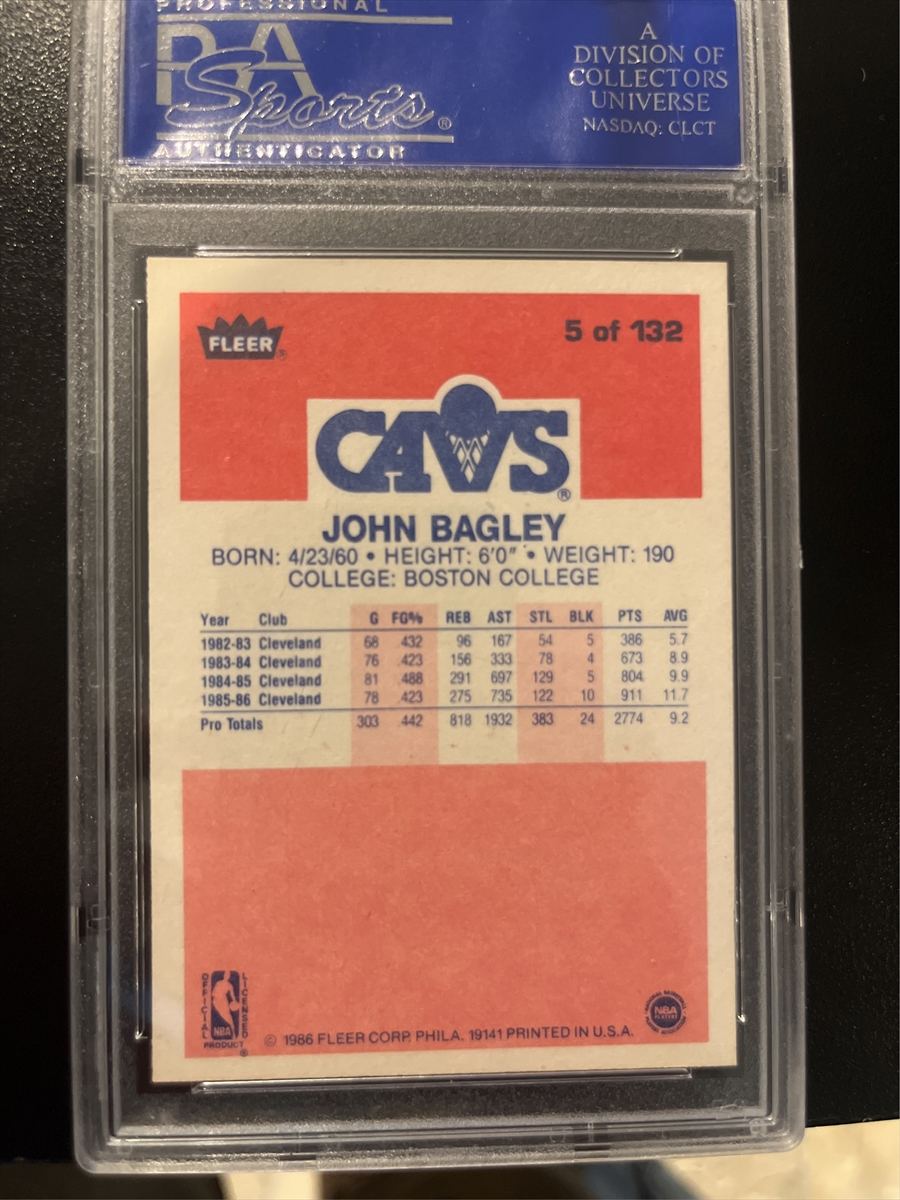 PROFESSIONAL
PSA
Sports®
AUTHENTICATOR
A
DIVISION OF
COLLECTORS
UNIVERSE
NASDAQ: CLCT
FLEER®
5 of 132
CAVS®
JOHN BAGLEY
BORN: 4/23/60 • HEIGHT: 6'0" • WEIGHT: 190
COLLEGE: BOSTON COLLEGE
Year Club G FG% REB AST STL BLK PTS AVG
1982-83 Cleveland 68 .432 96 167 54 5 386 5.7
1983-84 Cleveland 76 .423 156 333 78 4 673 8.9
1984-85 Cleveland 81 .488 291 697 129 5 804 9.9
1985-86 Cleveland 78 .423 275 735 122 10 911 11.7
Pro Totals 303 .442 818 1932 383 24 2774 9.2
OFFICIAL
LICENSED
NBA
PRODUCT®
© 1986 FLEER CORP. PHILA. 19141 PRINTED IN U.S.A.
NBA
PLAYERS